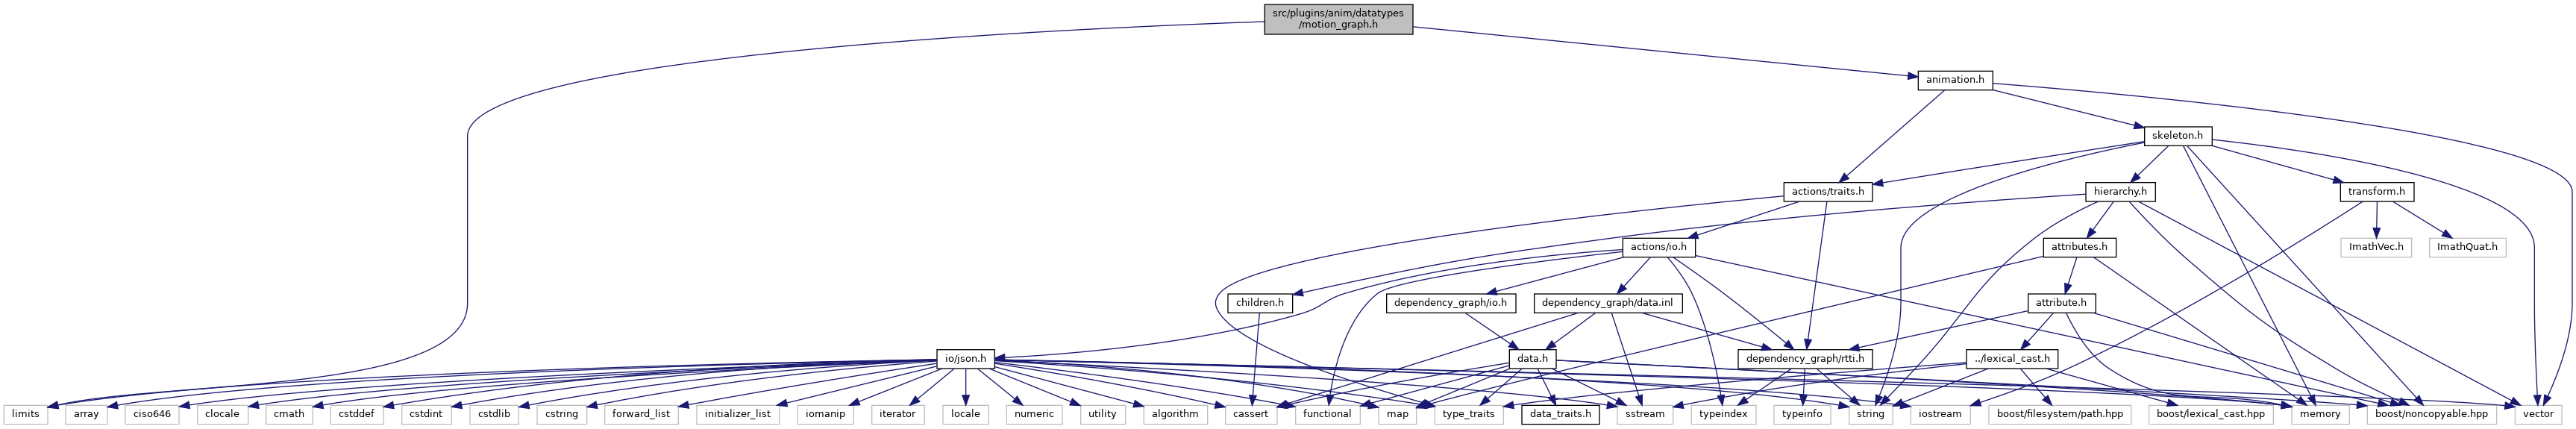 src/plugins/anim/datatypes
/motion_graph.h
animation.h
skeleton.h
actions/traits.h
hierarchy.h
transform.h
actions/io.h
attributes.h
ImathVec.h
ImathQuat.h
children.h
dependency_graph/io.h
dependency_graph/data.inl
attribute.h
io/json.h
data.h
dependency_graph/rtti.h
../lexical_cast.h
limits
array
ciso646
clocale
cmath
cstddef
cstdint
cstdlib
cstring
forward_list
initializer_list
iomanip
iterator
locale
numeric
utility
algorithm
cassert
functional
map
type_traits
data_traits.h
sstream
typeindex
typeinfo
string
iostream
boost/filesystem/path.hpp
boost/lexical_cast.hpp
memory
boost/noncopyable.hpp
vector